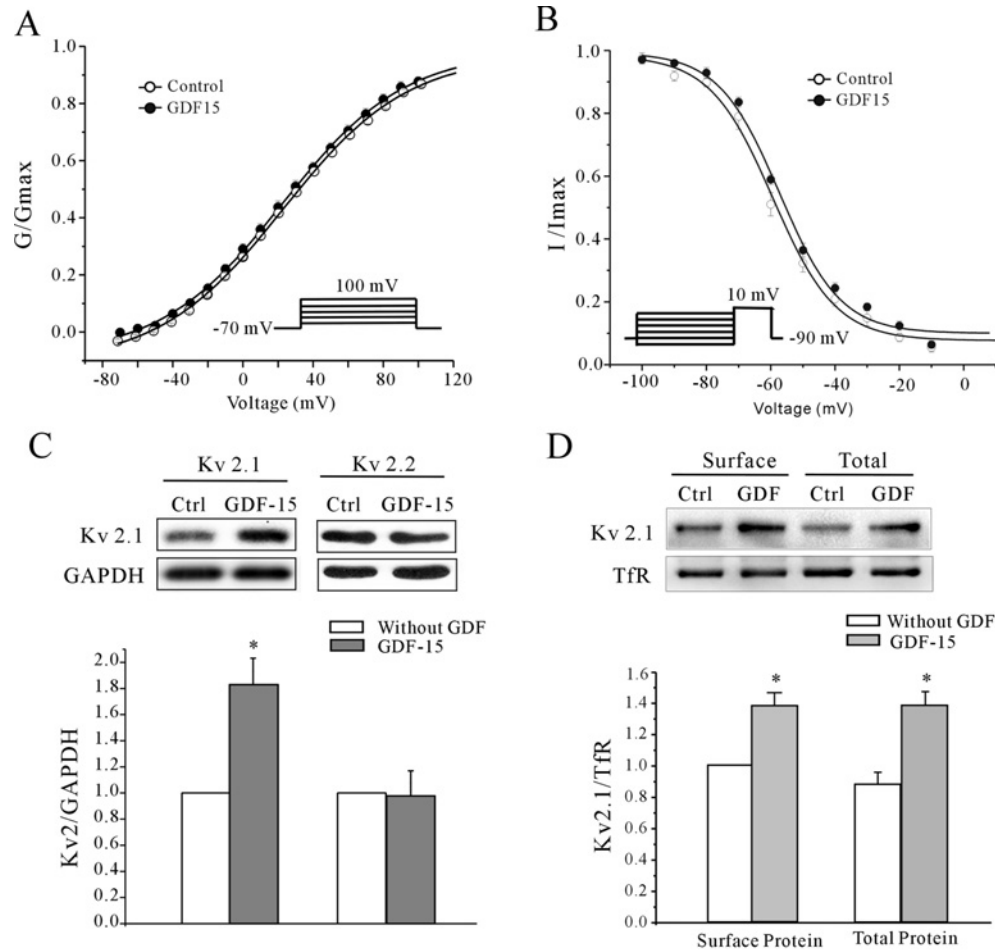 A
1.0
0.8
0.6
0.4
0.2
0.0
G/Gmax
Control
GDF15
100 mV
-70 mV
-80 -40 0 40 80 120
Voltage (mV)
B
1.0
0.8
0.6
0.4
0.2
0.0
I /Imax
Control
GDF15
10 mV
-90 mV
-100 -80 -60 -40 -20 0
Voltage (mV)
C
Kv 2.1 Kv 2.2
Ctrl GDF-15 Ctrl GDF-15
Kv 2.1
GAPDH
Without GDF
GDF-15
2.0
1.8
1.6
1.4
1.2
1.0
0.8
0.6
0.4
0.2
0.0
Kv2/GAPDH
*
D
Surface Total
Ctrl GDF Ctrl GDF
Kv 2.1
TfR
Without GDF
GDF-15
1.6
1.4
1.2
1.0
0.8
0.6
0.4
0.2
0.0
Kv2.1/TfR
* *
Surface Protein Total Protein